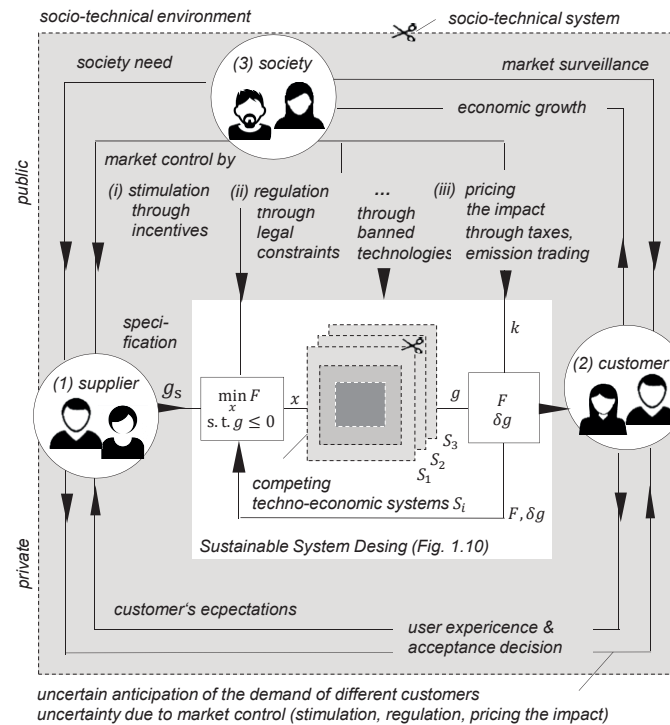 socio-technical environment
socio-technical system
society need
(3) society
market surveillance
economic growth
public
market control by
(i) stimulation
through
incentives
(ii) regulation
through
legal
constraints
...
through
banned
technologies
(iii) pricing
the impact
through taxes,
emission trading
speci-
fication
k
(1) supplier
(2) customer
gs
min F
x
s. t. g ≤ 0
x
g
F
δg
S3
S2
S1
competing
techno-economic systems Si
F, δg
Sustainable System Desing (Fig. 1.10)
private
customer's epectations
user expericence &
acceptance decision
uncertain anticipation of the demand of different customers
uncertainty due to market control (stimulation, regulation, pricing the impact)